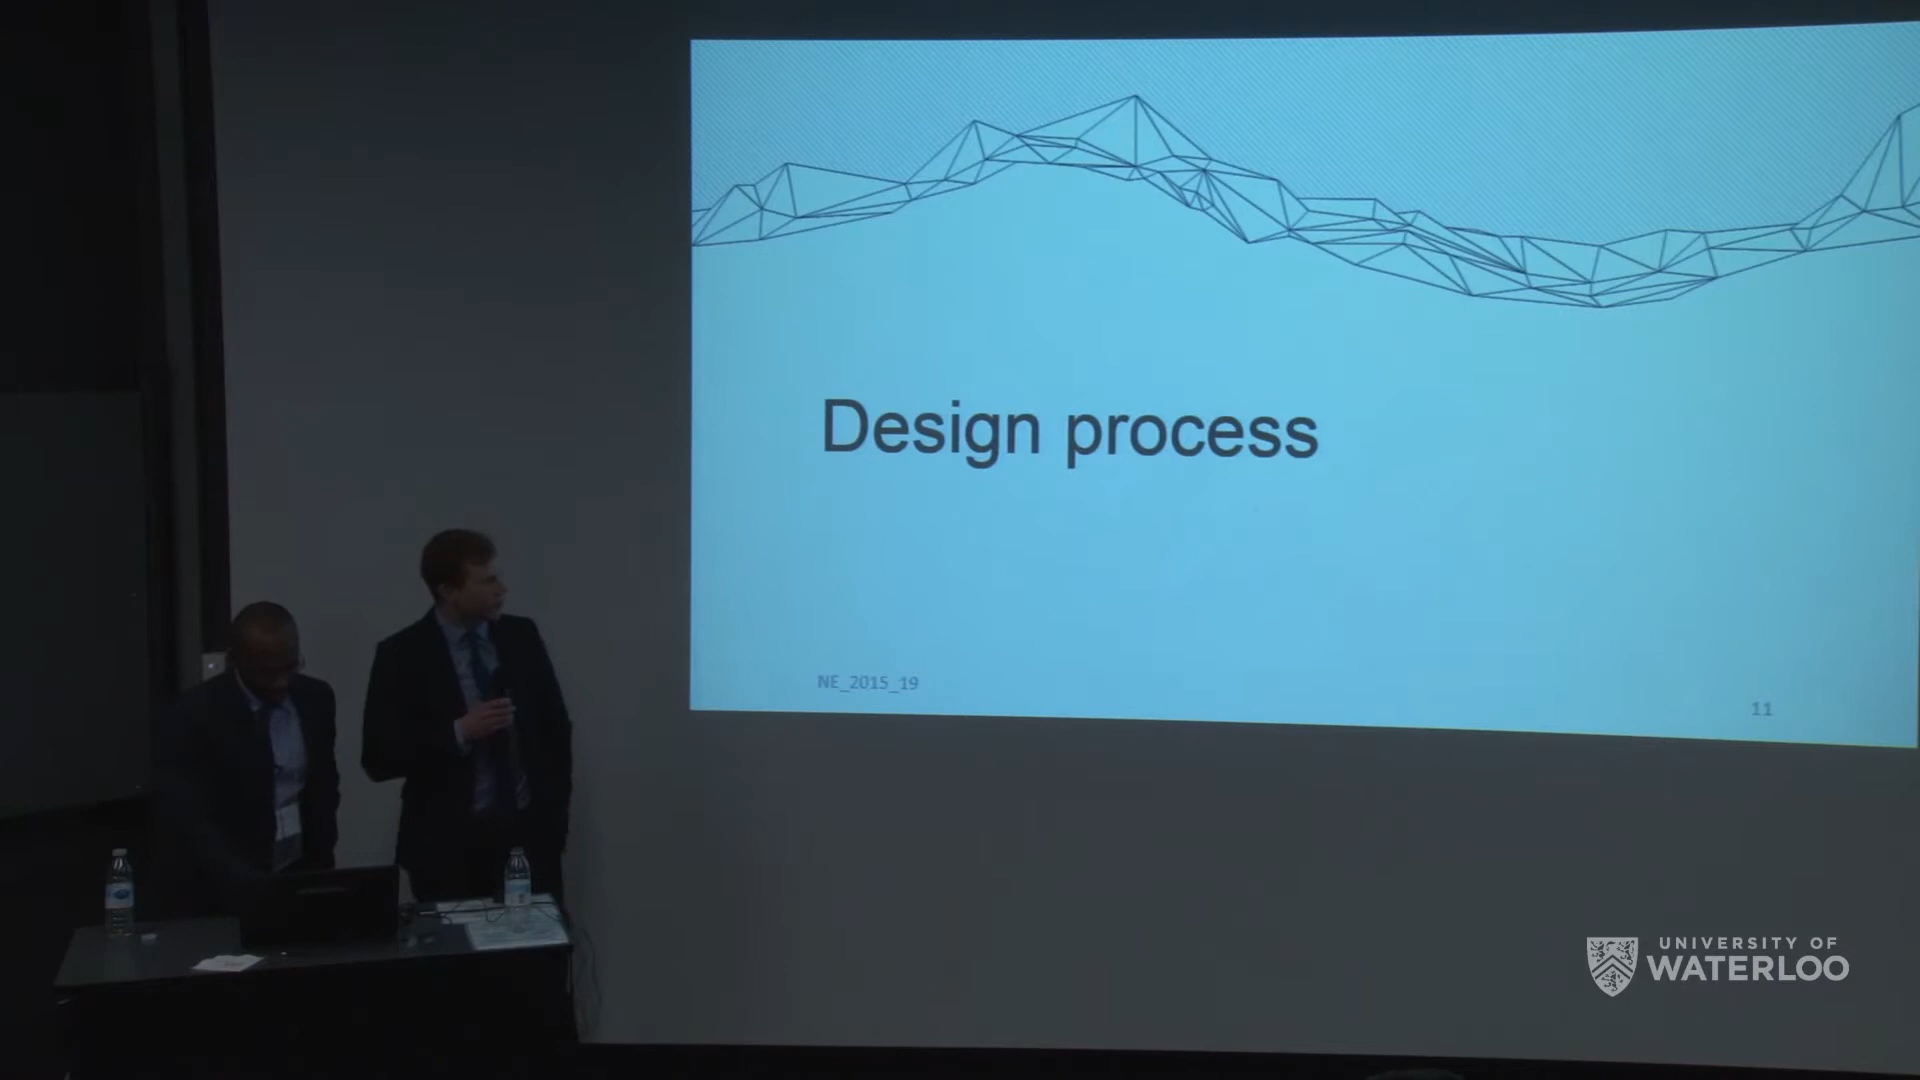 Design process
NE_2015_19
11
UNIVERSITY OF
WATERLOO